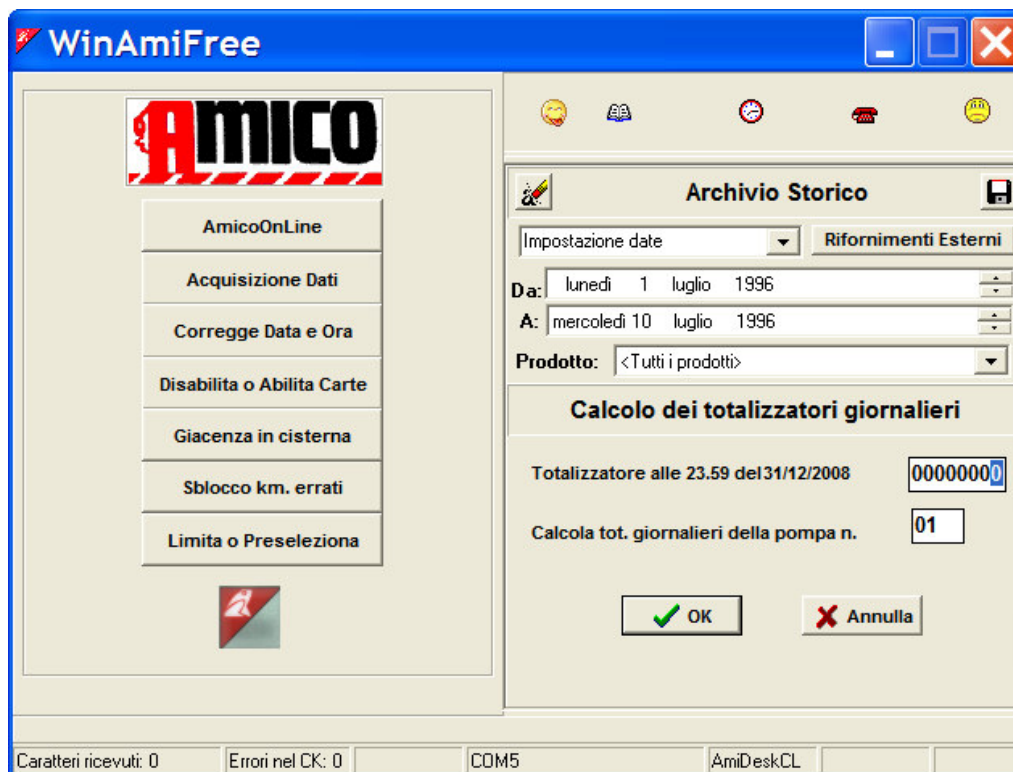 WinAmiFree
AMICO
AmicoOnLine
Acquisizione Dati
Corregge Data e Ora
Disabilita o Abilita Carte
Giacenza in cisterna
Sblocco km. errati
Limita o Preseleziona
Archivio Storico
Impostazione date
Rifornimenti Esterni
Da: lunedì 1 luglio 1996
A: mercoledì 10 luglio 1996
Prodotto: <Tutti i prodotti>
Calcolo dei totalizzatori giornalieri
Totalizzatore alle 23.59 del 31/12/2008 00000000
Calcola tot. giornalieri della pompa n. 01
OK Annulla
Caratteri ricevuti: 0 Errori nel CK: 0 COM5 AmiDeskCL